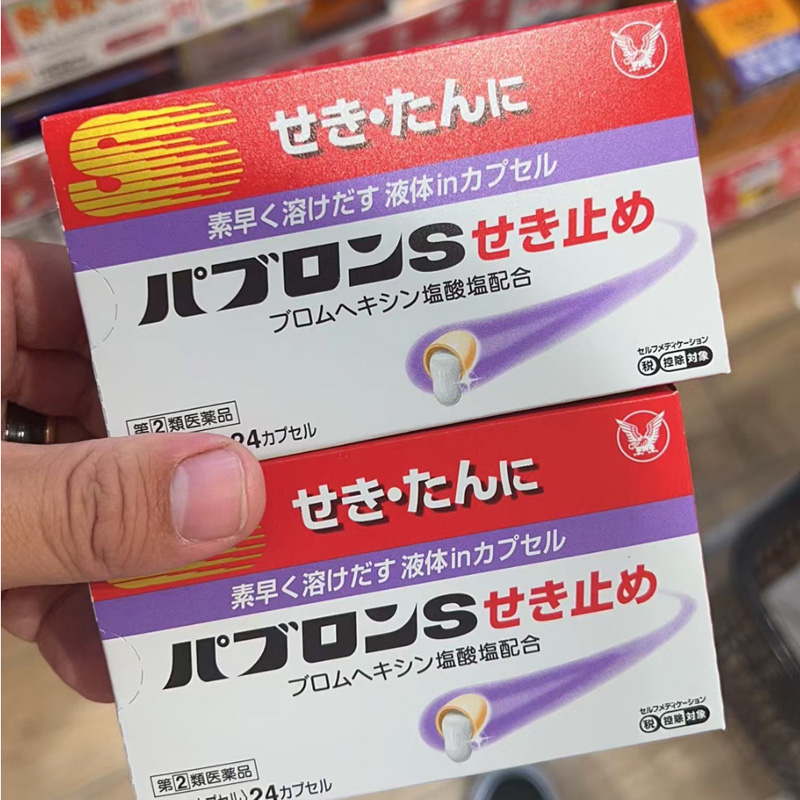 せき・たんに
素早く溶けだす 液体inカプセル
パブロンSせき止め
ブロムヘキシン塩酸塩配合
セルフメディケーション
税 控除 対象
第②類医薬品
24カプセル
せき・たんに
素早く溶けだす 液体inカプセル
パブロンSせき止め
ブロムヘキシン塩酸塩配合
セルフメディケーション
税 控除 対象
第②類医薬品
カプセル)24カプセル